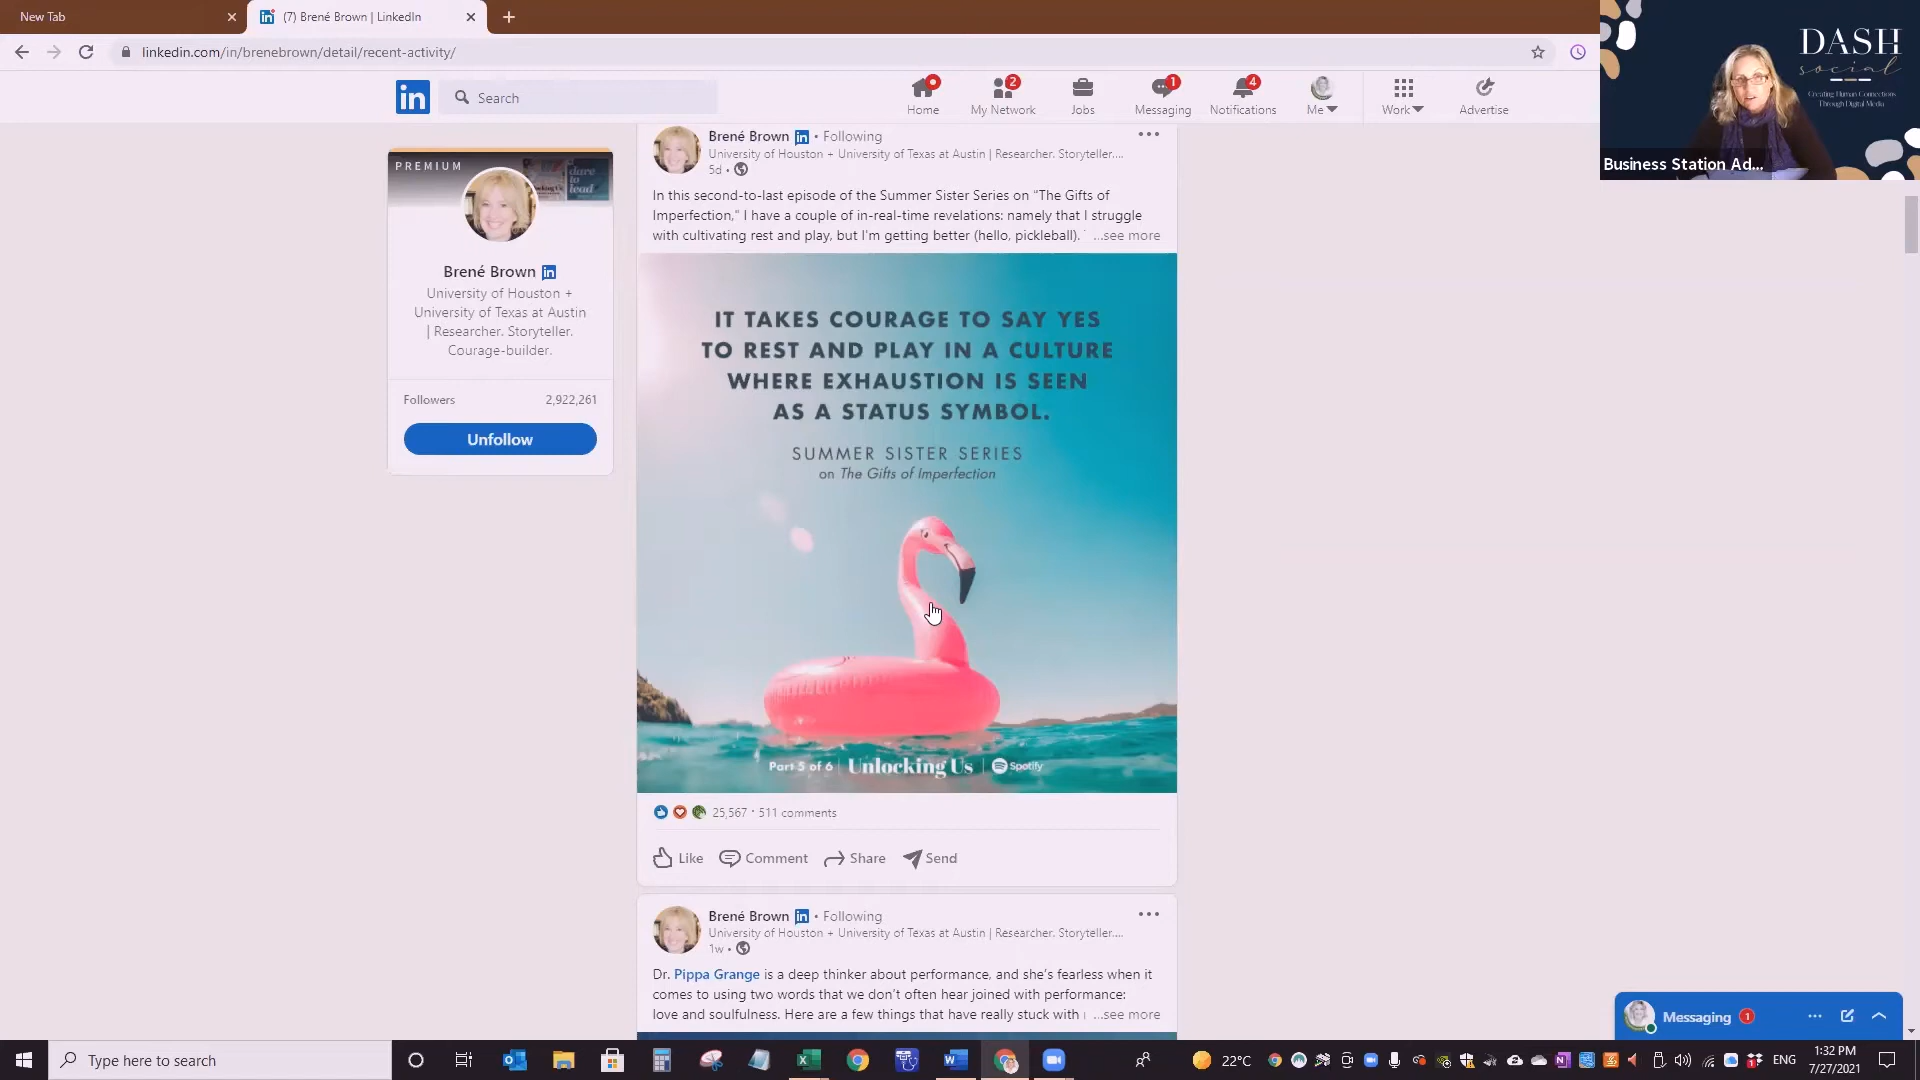 New Tab
(7) Brené Brown | LinkedIn
linkedin.com/in/brenebrown/detail/recent-activity/
DASH
social
Creating Human Connections
Through Digital Media
Business Station Ad...
in
Search
Home
2
My Network
Jobs
1
Messaging
4
Notifications
Me
Work
Advertise
PREMIUM
dare
to
lead
Brené Brown in
University of Houston +
University of Texas at Austin
| Researcher. Storyteller.
Courage-builder.
Followers 2,922,261
Unfollow
Brené Brown in • Following
University of Houston + University of Texas at Austin | Researcher. Storyteller....
5d •
In this second-to-last episode of the Summer Sister Series on "The Gifts of
Imperfection," I have a couple of in-real-time revelations: namely that I struggle
with cultivating rest and play, but I'm getting better (hello, pickleball). ...see more
IT TAKES COURAGE TO SAY YES
TO REST AND PLAY IN A CULTURE
WHERE EXHAUSTION IS SEEN
AS A STATUS SYMBOL.
SUMMER SISTER SERIES
on The Gifts of Imperfection
Part 5 of 6 | Unlocking Us | Spotify
25,567 · 511 comments
Like Comment Share Send
Brené Brown in • Following
University of Houston + University of Texas at Austin | Researcher. Storyteller....
1w •
Dr. Pippa Grange is a deep thinker about performance, and she's fearless when it
comes to using two words that we don't often hear joined with performance:
love and soulfulness. Here are a few things that have really stuck with ...see more
Messaging 1
Type here to search
22°C
ENG
1:32 PM
7/27/2021